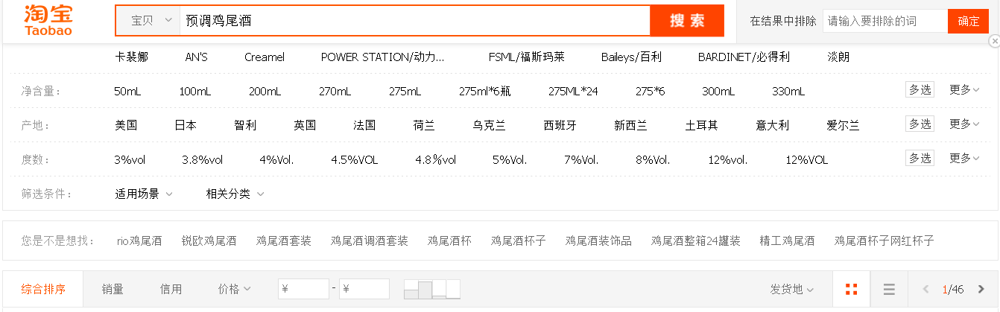 淘宝 宝贝 预调鸡尾酒 搜索 在结果中排除 请输入要排除的词 确定
Taobao
卡裴娜 AN'S Creamel POWER STATION/动力... FSML/福斯玛莱 Baileys/百利 BARDINET/必得利 淡朗
净含量： 50mL 100mL 200mL 270mL 275mL 275ml*6瓶 275ML*24 275*6 300mL 330mL 多选 更多
产地： 美国 日本 智利 英国 法国 荷兰 乌克兰 西班牙 新西兰 土耳其 意大利 爱尔兰 多选 更多
度数： 3%vol 3.8%vol 4%Vol. 4.5%VOL 4.8％vol 5%Vol. 7%Vol. 8%Vol. 12%vol. 12%VOL 多选 更多
筛选条件： 适用场景 相关分类
您是不是想找： rio鸡尾酒 锐欧鸡尾酒 鸡尾酒套装 鸡尾酒调酒套装 鸡尾酒杯 鸡尾酒杯子 鸡尾酒装饰品 鸡尾酒整箱24罐装 精工鸡尾酒 鸡尾酒杯子网红杯子
综合排序 销量 信用 价格 ¥ - ¥ 发货地 1/46